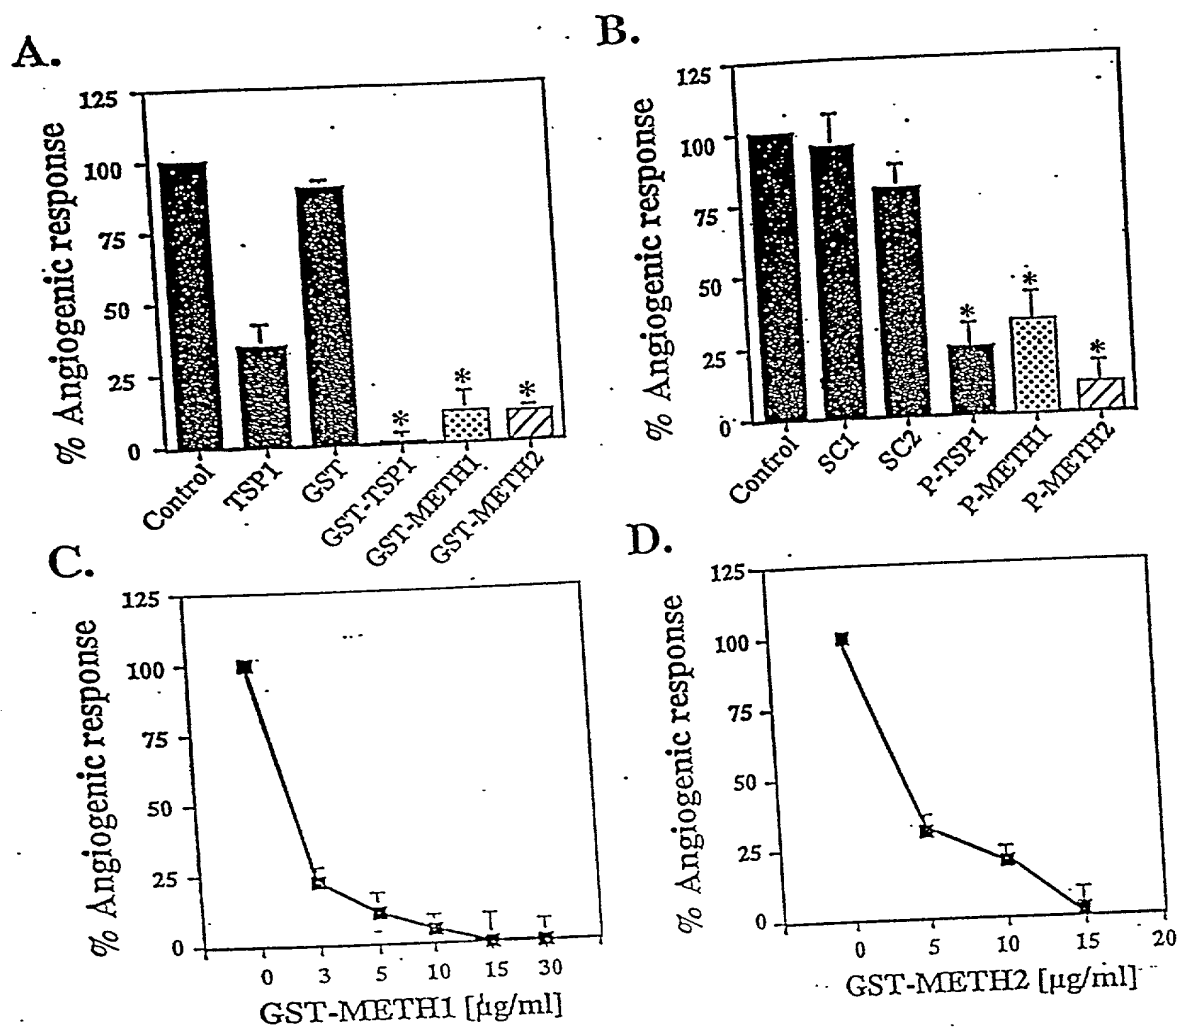 A.
% Angiogenic response
125
100
75
50
25
0
Control
TSP1
GST
GST-TSP1
GST-METH1
GST-METH2
*
*
*
B.
% Angiogenic response
125
100
75
50
25
0
Control
SC1
SC2
P-TSP1
P-METH1
P-METH2
*
*
*
C.
% Angiogenic response
125
100
75
50
25
0
0 3 5 10 15 30
GST-METH1 [µg/ml]
D.
% Angiogenic response
125
100
75
50
25
0
0 5 10 15 20
GST-METH2 [µg/ml]